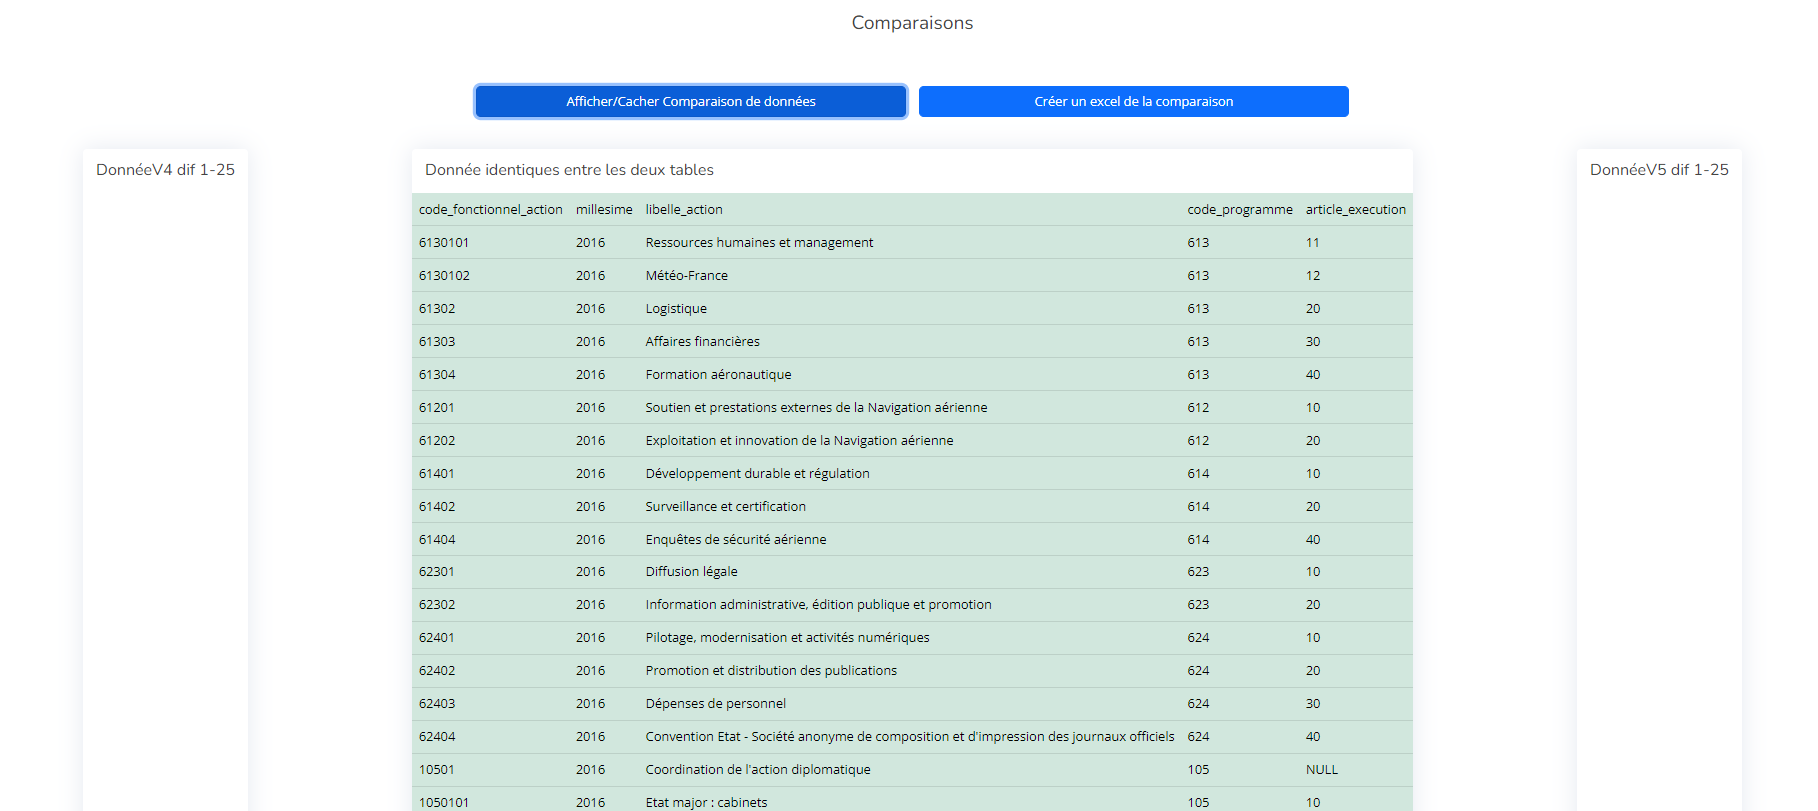 Comparaisons
Afficher/Cacher Comparaison de données
Créer un excel de la comparaison
DonnéeV4 dif 1-25
Donnée identiques entre les deux tables
DonnéeV5 dif 1-25
code_fonctionnel_action millesime libelle_action code_programme article_execution
6130101 2016 Ressources humaines et management 613 11
6130102 2016 Météo-France 613 12
61302 2016 Logistique 613 20
61303 2016 Affaires financières 613 30
61304 2016 Formation aéronautique 613 40
61201 2016 Soutien et prestations externes de la Navigation aérienne 612 10
61202 2016 Exploitation et innovation de la Navigation aérienne 612 20
61401 2016 Développement durable et régulation 614 10
61402 2016 Surveillance et certification 614 20
61404 2016 Enquêtes de sécurité aérienne 614 40
62301 2016 Diffusion légale 623 10
62302 2016 Information administrative, édition publique et promotion 623 20
62401 2016 Pilotage, modernisation et activités numériques 624 10
62402 2016 Promotion et distribution des publications 624 20
62403 2016 Dépenses de personnel 624 30
62404 2016 Convention Etat - Société anonyme de composition et d'impression des journaux officiels 624 40
10501 2016 Coordination de l'action diplomatique 105 NULL
1050101 2016 Etat major : cabinets 105 10